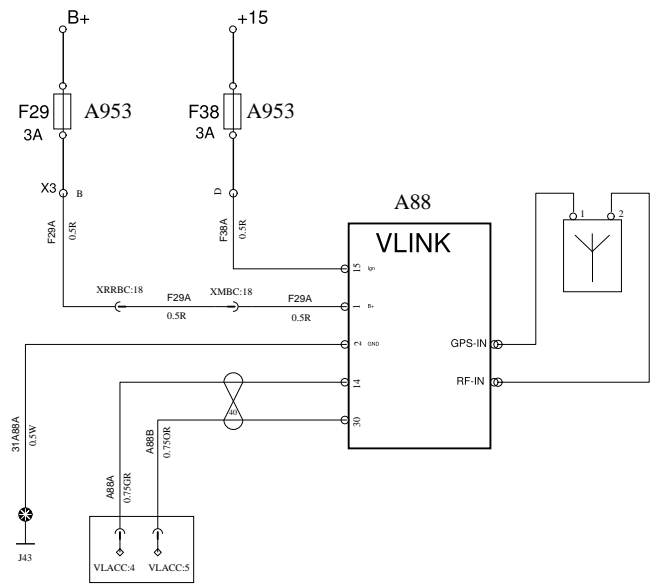 B+
+15
F29
3A
A953
F38
3A
A953
X3
B
D
F29A
0.5R
F38A
0.5R
A88
VLINK
1
2
15
Ign
XRRBC:18
F29A
0.5R
XMBC:18
F29A
0.5R
1
B+
2
GND
GPS-IN
14
RF-IN
40
30
31A88A
0.5W
A88A
0.75GR
A88B
0.75OR
J43
VLACC:4
VLACC:5